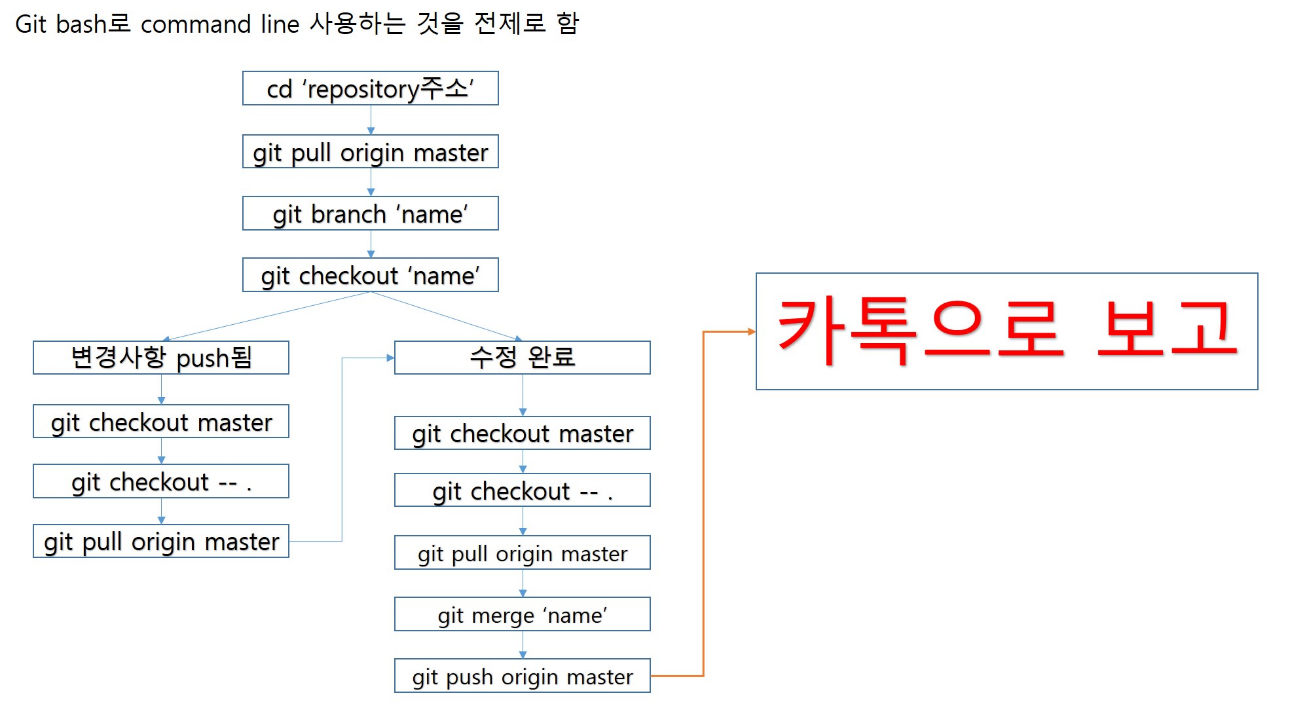 Git bash로 command line 사용하는 것을 전제로 함
cd ‘repository주소’
git pull origin master
git branch ‘name’
git checkout ‘name’
변경사항 push됨
git checkout master
git checkout -- .
git pull origin master
수정 완료
git checkout master
git checkout -- .
git pull origin master
git merge ‘name’
git push origin master
카톡으로 보고